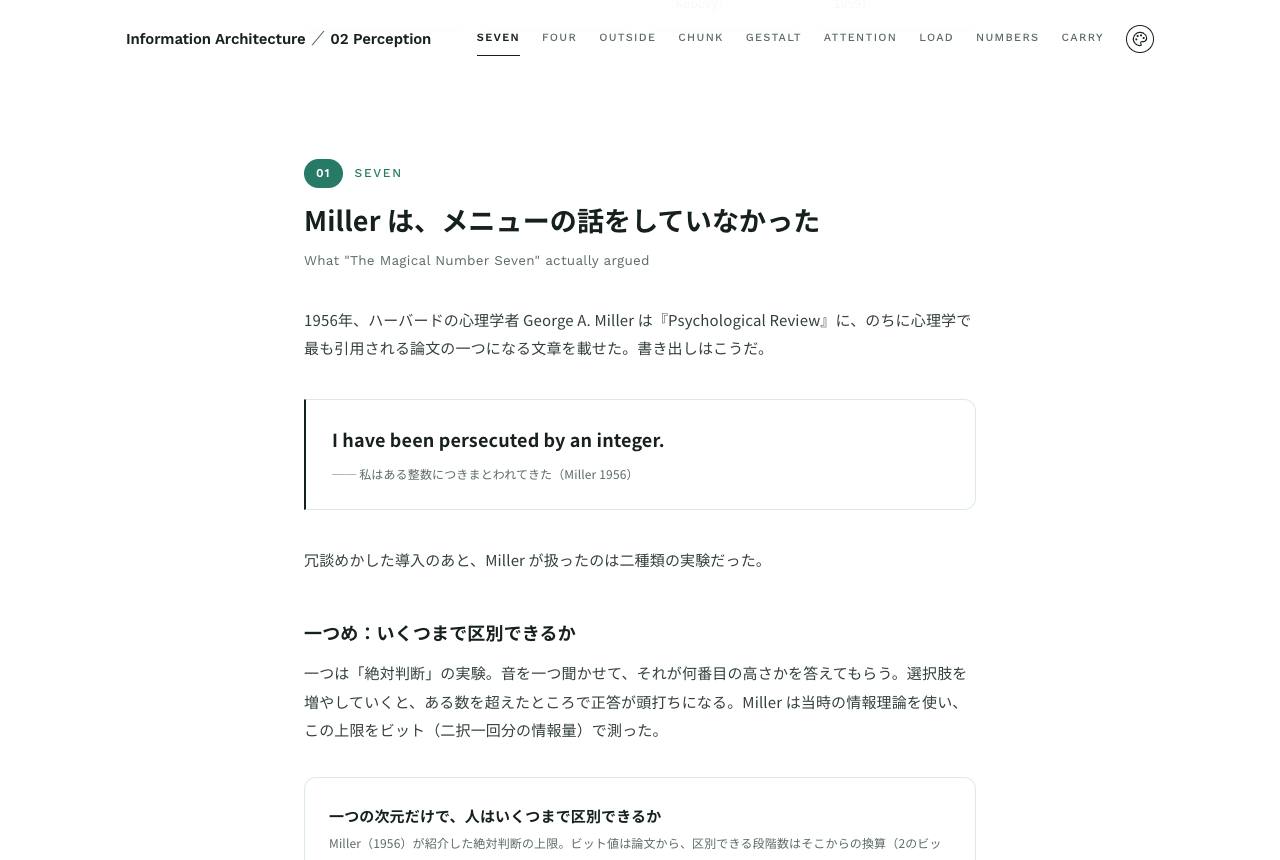 Information Architecture ／ 02 Perception
SEVEN FOUR OUTSIDE CHUNK GESTALT ATTENTION LOAD NUMBERS CARRY
01 SEVEN
Miller は、メニューの話をしていなかった
What "The Magical Number Seven" actually argued
1956年、ハーバードの心理学者 George A. Miller は『Psychological Review』に、のちに心理学で
最も引用される論文の一つになる文章を載せた。書き出しはこうだ。
I have been persecuted by an integer.
—— 私はある整数につきまとわれてきた（Miller 1956）
冗談めかした導入のあと、Miller が扱ったのは二種類の実験だった。
一つめ：いくつまで区別できるか
一つは「絶対判断」の実験。音を一つ聞かせて、それが何番目の高さかを答えてもらう。選択肢を
増やしていくと、ある数を超えたところで正答が頭打ちになる。Miller は当時の情報理論を使い、
この上限をビット（二択一回分の情報量）で測った。
一つの次元だけで、人はいくつまで区別できるか
Miller（1956）が紹介した絶対判断の上限。ビット値は論文から、区別できる段階数はそこからの換算（2のビッ